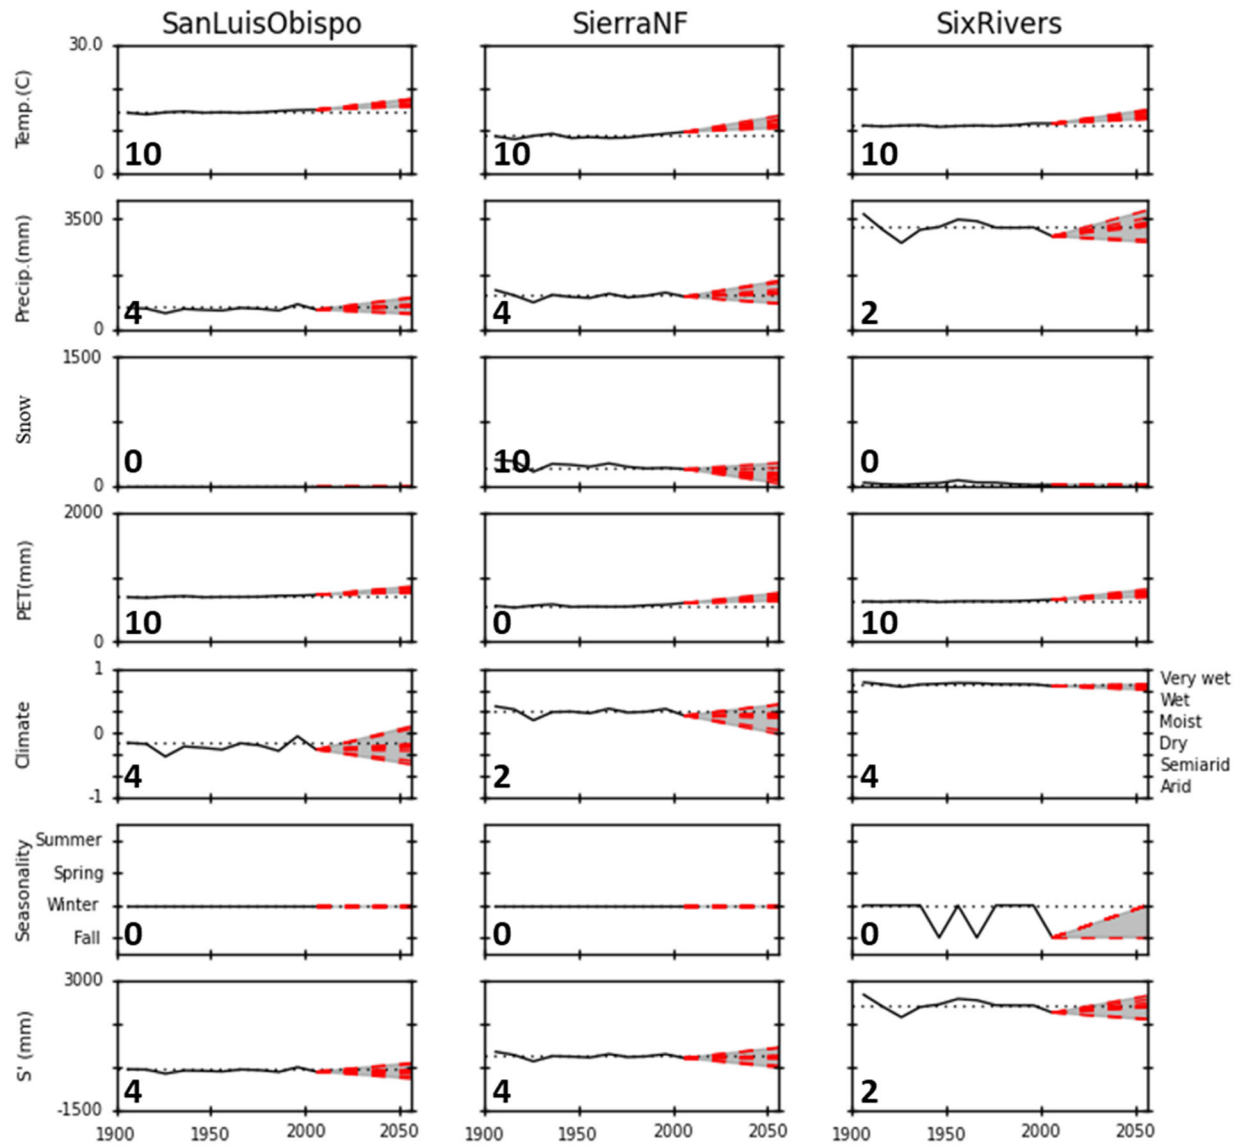 SanLuisObispo SierraNF SixRivers
30.0
Temp.(C)
10 10 10
0
3500
Precip.(mm)
4 4 2
0
1500
Snow
0 10 0
0
2000
PET(mm)
10 0 10
0
1
Very wet
Wet
0
Climate
Moist
Dry
4 2 4
Semiarid
-1
Arid
Summer
Seasonality
Spring
Winter
Fall
0 0 0
3000
S' (mm)
4 4 2
-1500
1900 1950 2000 2050 1900 1950 2000 2050 1900 1950 2000 2050